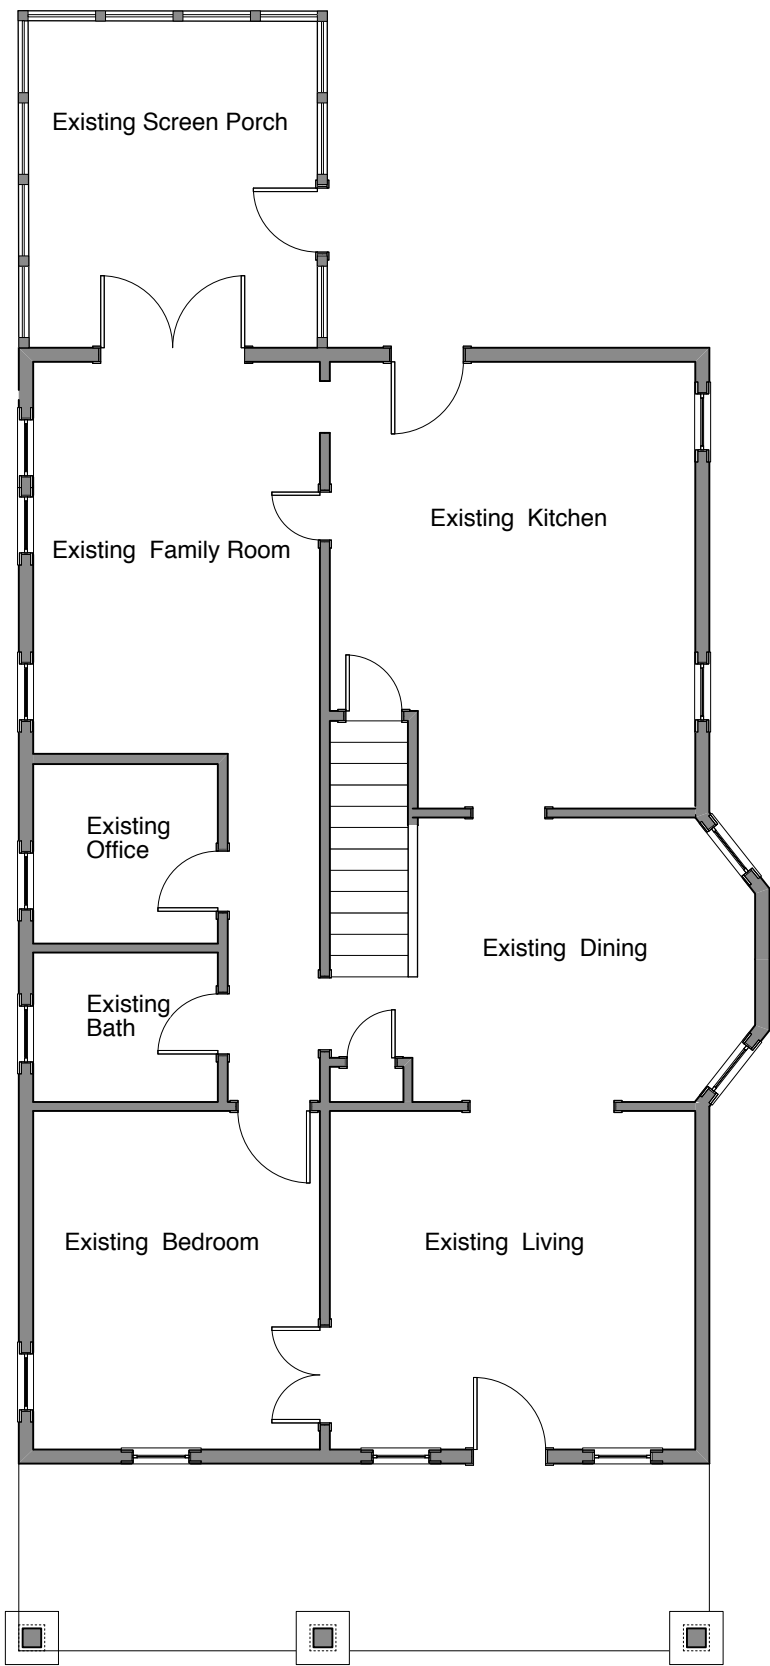 Existing Screen Porch
Existing Kitchen
Existing Family Room
Existing
Office
Existing Dining
Existing
Bath
Existing Bedroom
Existing Living